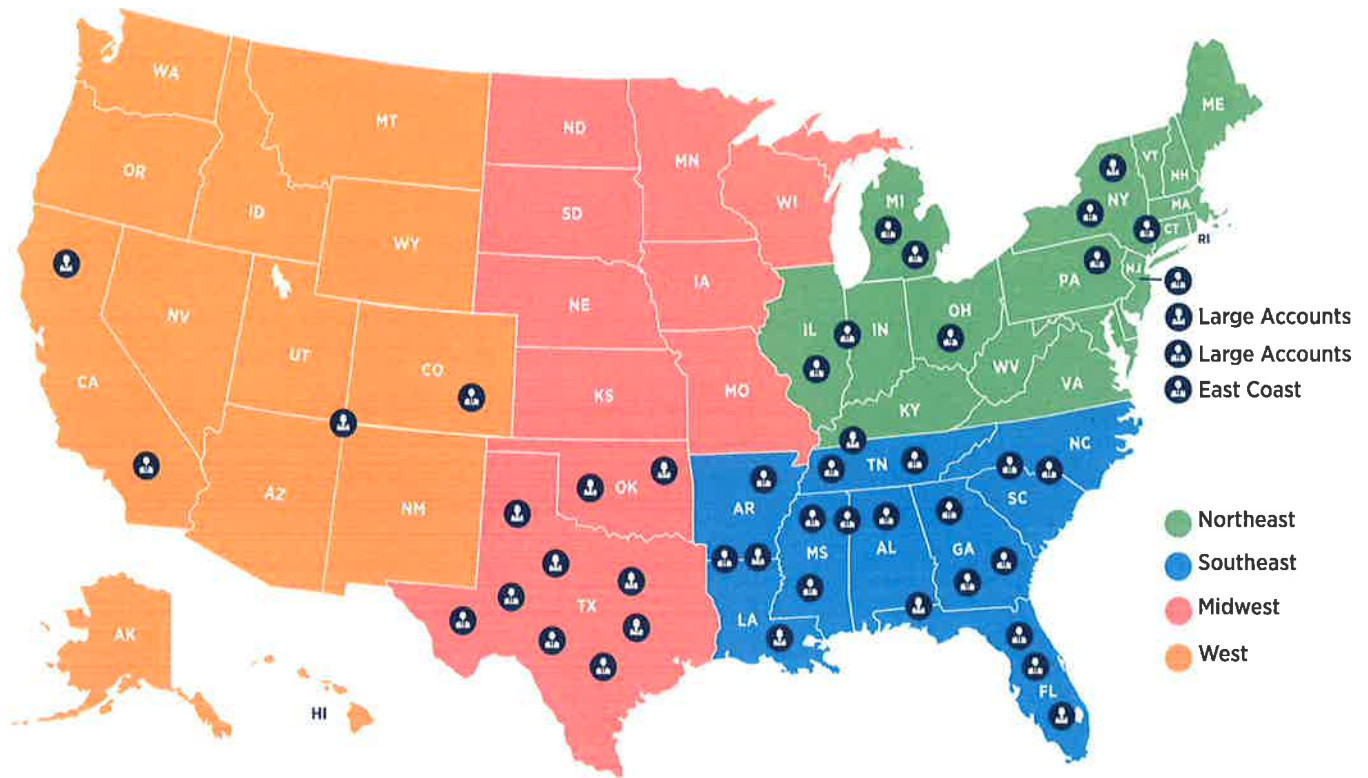 WA
MT
ND
MN
ME
OR
ID
SD
WI
MI
VT
NH
NY
MA
CT
RI
WY
IA
PA
NJ
NE
NV
UT
CO
IL
IN
OH
WV
VA
CA
KS
MO
KY
Large Accounts
Large Accounts
East Coast
AZ
NM
OK
AR
TN
NC
SC
MS
AL
GA
TX
LA
FL
AK
HI
Northeast
Southeast
Midwest
West